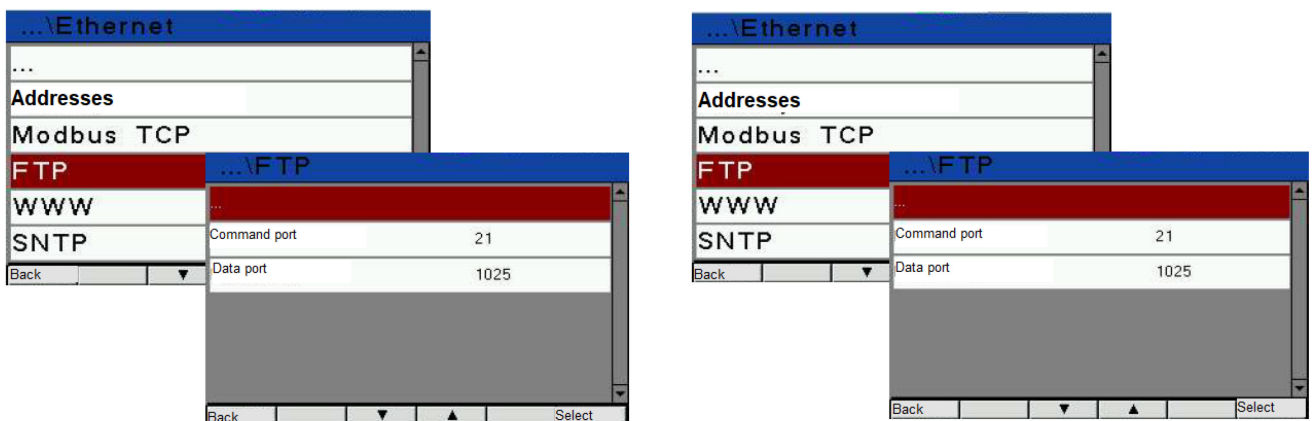 ...\Ethernet
...
Addresses
Modbus TCP
FTP
WWW
SNTP
Back ▼
...\FTP
...
Command port 21
Data port 1025
Back ▼ ▲ Select
...\Ethernet
...
Addresses
Modbus TCP
FTP
WWW
SNTP
Back ▼
...\FTP
...
Command port 21
Data port 1025
Back ▼ ▲ Select